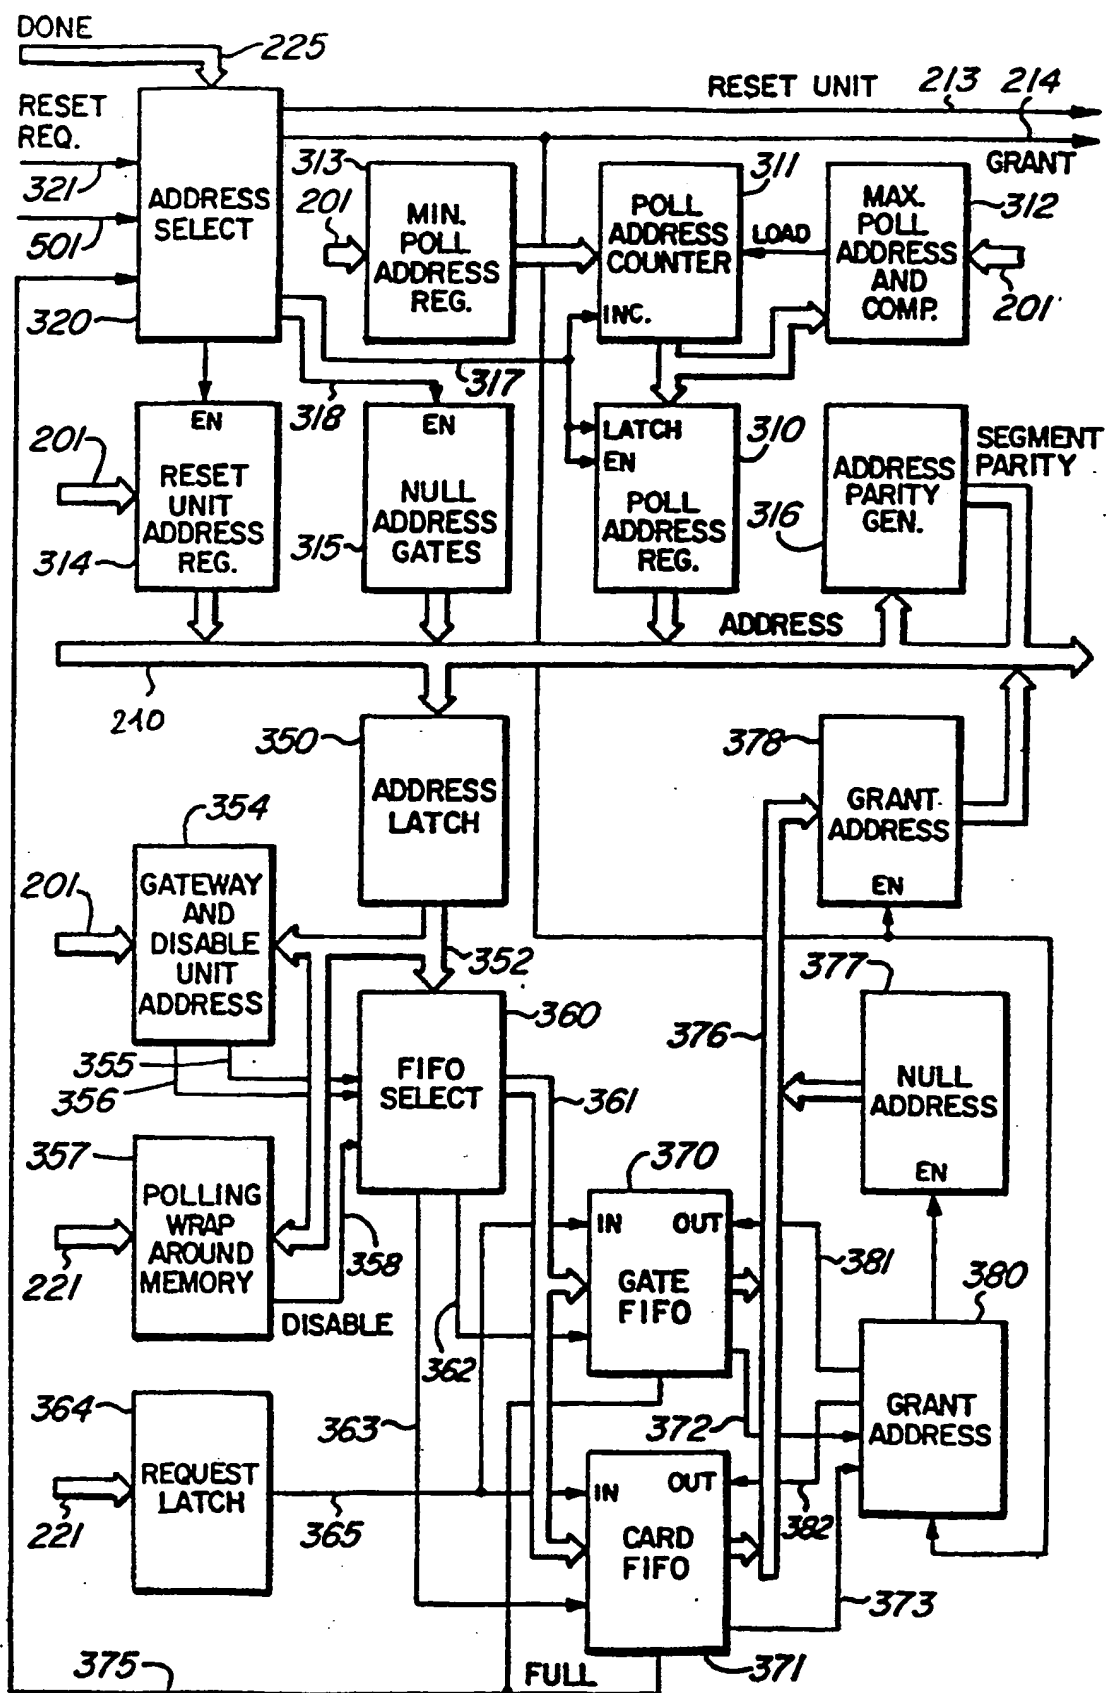 DONE
225
RESET UNIT
213
214
RESET
REQ.
321
501
320
ADDRESS
SELECT
GRANT
313
201
MIN.
POLL
ADDRESS
REG.
311
POLL
ADDRESS
COUNTER
INC.
LOAD
MAX.
POLL
ADDRESS
AND
COMP.
312
201
317
318
201
EN
RESET
UNIT
ADDRESS
REG.
314
EN
NULL
ADDRESS
GATES
315
LATCH
EN
POLL
ADDRESS
REG.
310
ADDRESS
PARITY
GEN.
316
SEGMENT
PARITY
ADDRESS
210
350
ADDRESS
LATCH
378
GRANT
ADDRESS
EN
354
201
GATEWAY
AND
DISABLE
UNIT
ADDRESS
352
355
356
360
FIFO
SELECT
361
376
377
NULL
ADDRESS
EN
357
POLLING
WRAP
AROUND
MEMORY
221
358
DISABLE
362
370
IN
OUT
GATE
FIFO
381
380
GRANT
ADDRESS
372
363
364
REQUEST
LATCH
221
365
IN
OUT
CARD
FIFO
382
373
371
375
FULL